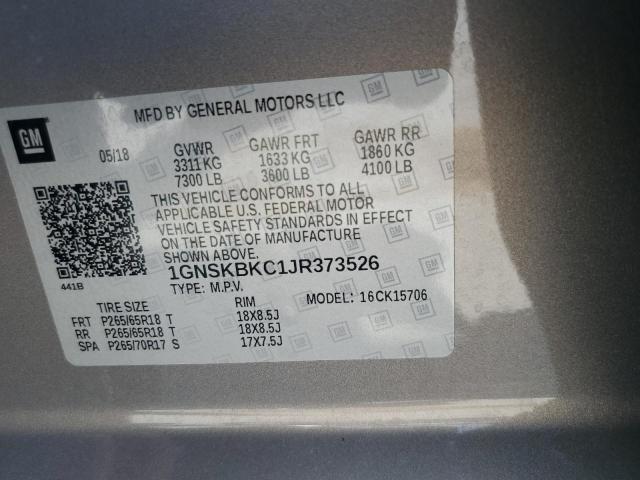 MFD BY GENERAL MOTORS LLC
GM
05/18 GVWR GAWR FRT GAWR RR
3311 KG 1633 KG 1860 KG
7300 LB 3600 LB 4100 LB
THIS VEHICLE CONFORMS TO ALL
APPLICABLE U.S. FEDERAL MOTOR
VEHICLE SAFETY STANDARDS IN EFFECT
ON THE DATE OF MANUFACTURE
SHOWN ABOVE.
441B
1GNSKBKC1JR373526
TYPE: M.P.V. MODEL: 16CK15706
TIRE SIZE RIM
FRT P265/65R18 T 18X8.5J
RR P265/65R18 T 18X8.5J
SPA P265/70R17 S 17X7.5J